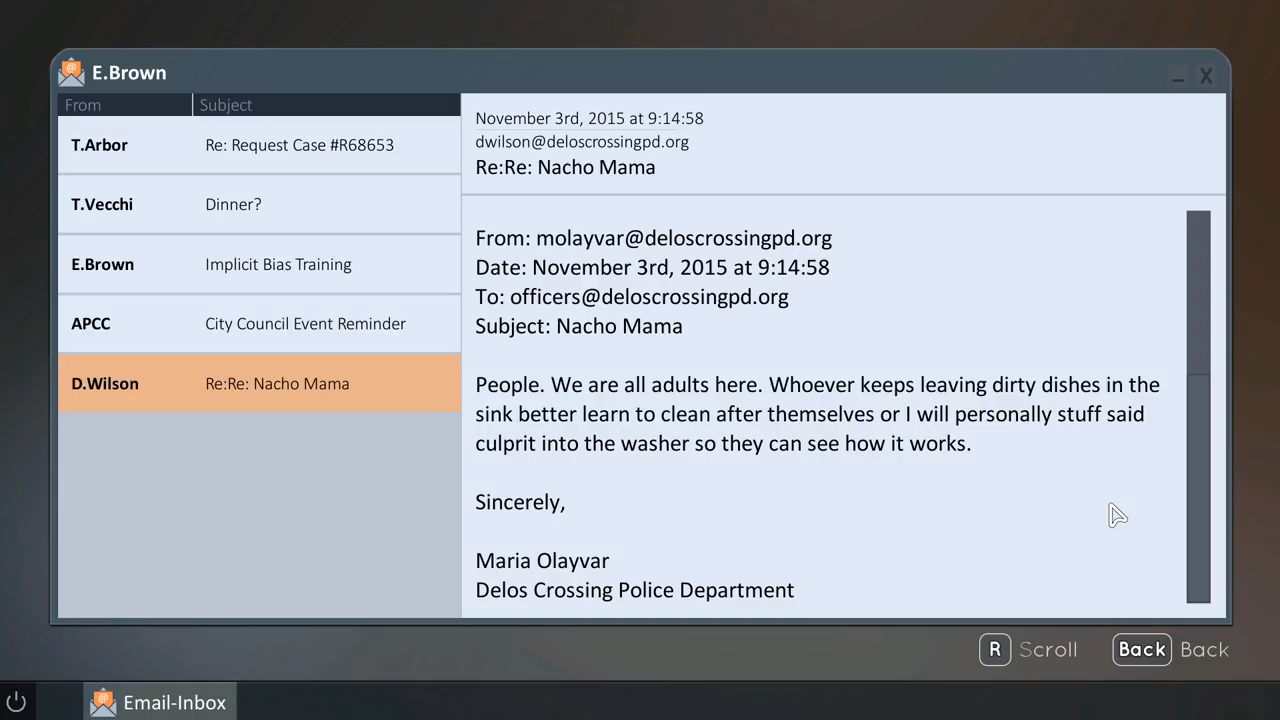 E.Brown
From Subject
T.Arbor Re: Request Case #R68653
T.Vecchi Dinner?
E.Brown Implicit Bias Training
APCC City Council Event Reminder
D.Wilson Re:Re: Nacho Mama
November 3rd, 2015 at 9:14:58
dwilson@deloscrossingpd.org
Re:Re: Nacho Mama
From: molayvar@deloscrossingpd.org
Date: November 3rd, 2015 at 9:14:58
To: officers@deloscrossingpd.org
Subject: Nacho Mama
People. We are all adults here. Whoever keeps leaving dirty dishes in the
sink better learn to clean after themselves or I will personally stuff said
culprit into the washer so they can see how it works.
Sincerely,
Maria Olayvar
Delos Crossing Police Department
R Scroll Back Back
Email-Inbox